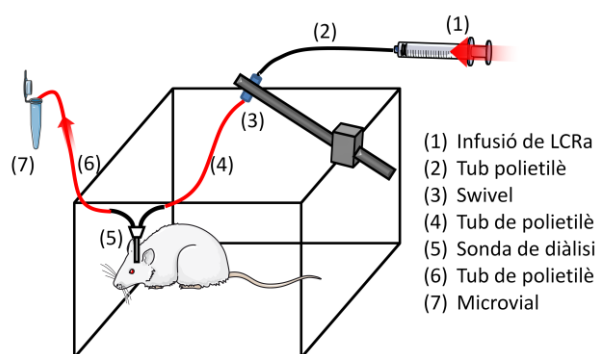 (1)
(2)
(3)
(4)
(5)
(6)
(7)
(1) Infusió de LCRa
(2) Tub polietilè
(3) Swivel
(4) Tub de polietilè
(5) Sonda de diàlisi
(6) Tub de polietilè
(7) Microvial